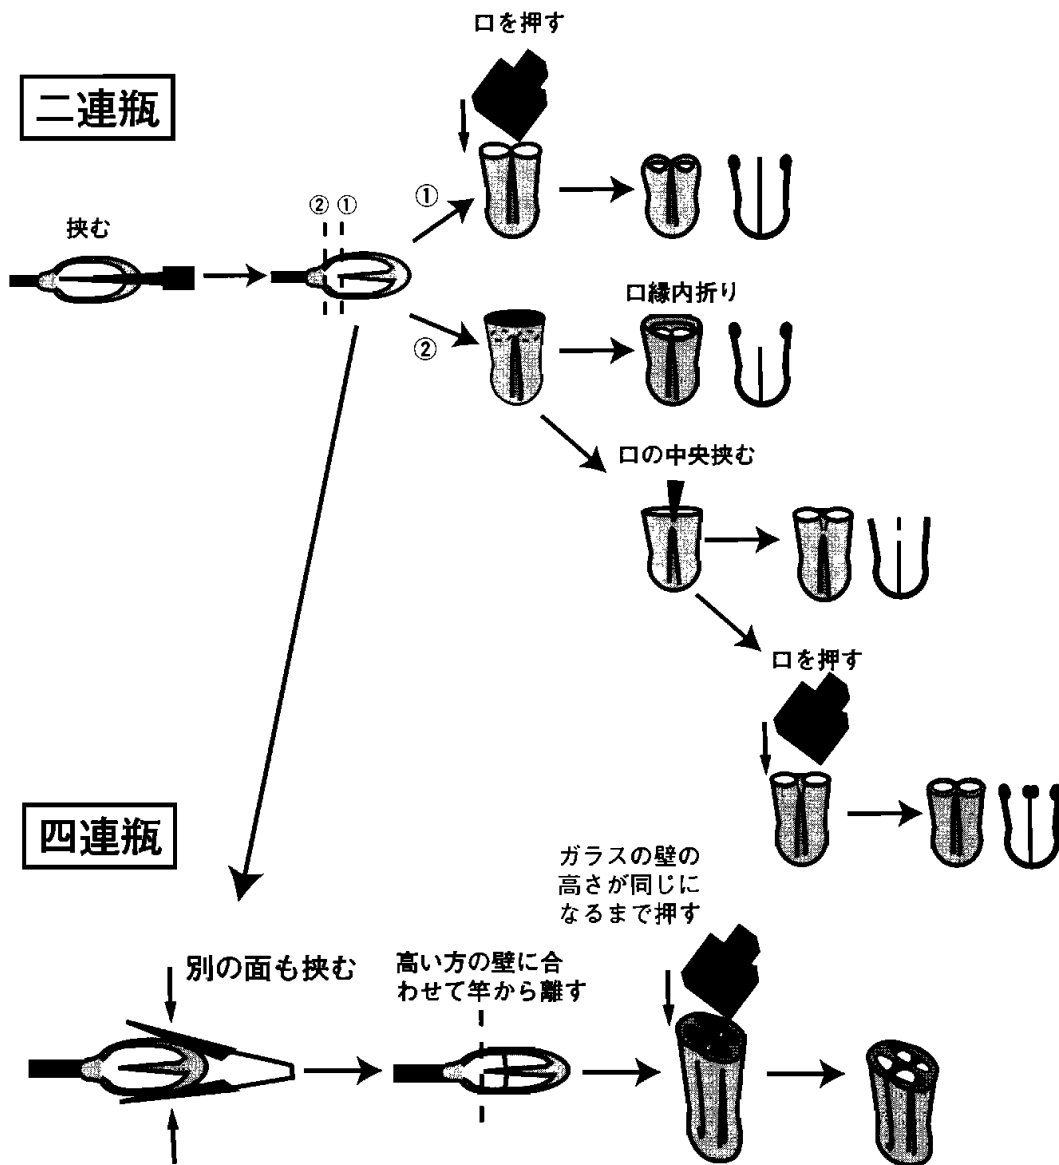 口を押す
二連瓶
② ①
①
挟む
口縁内折り
②
口の中央挟む
口を押す
四連瓶
ガラスの壁の
高さが同じに
なるまで押す
別の面も挟む
高い方の壁に合
わせて竿から離す